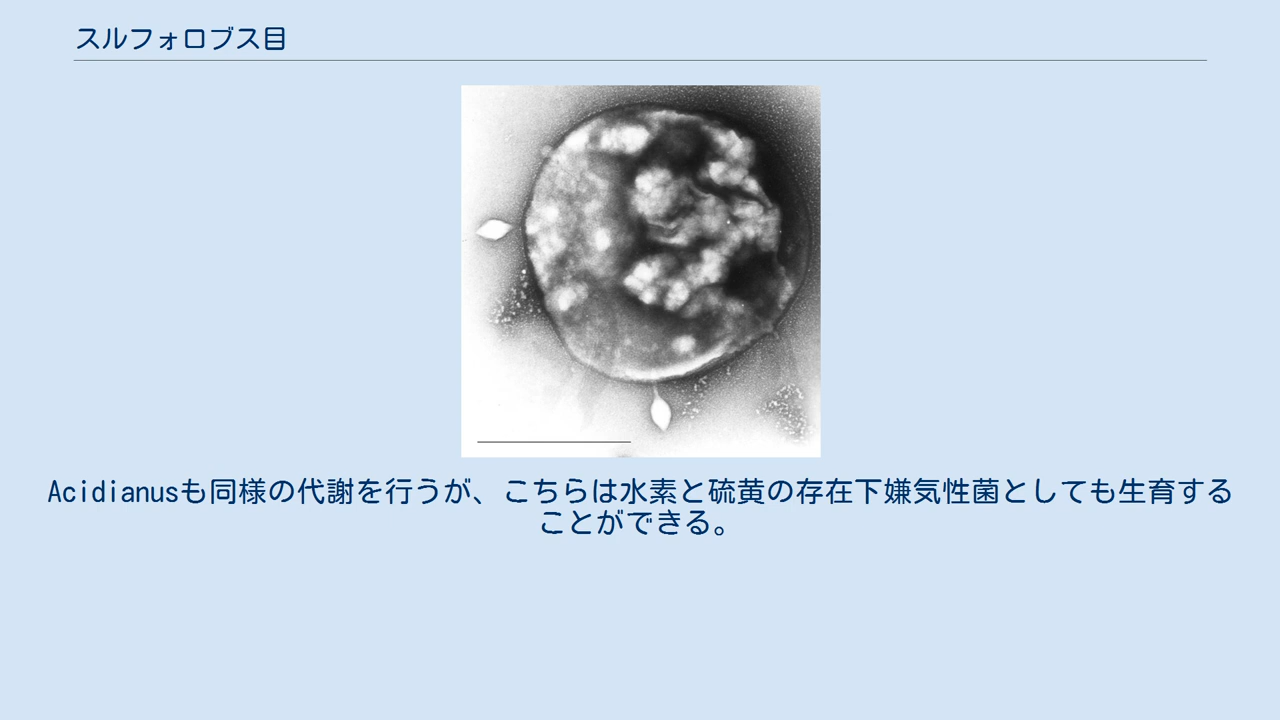 スルフォロブス目
Acidianusも同様の代謝を行うが、こちらは水素と硫黄の存在下嫌気性菌としても生育する
ことができる。